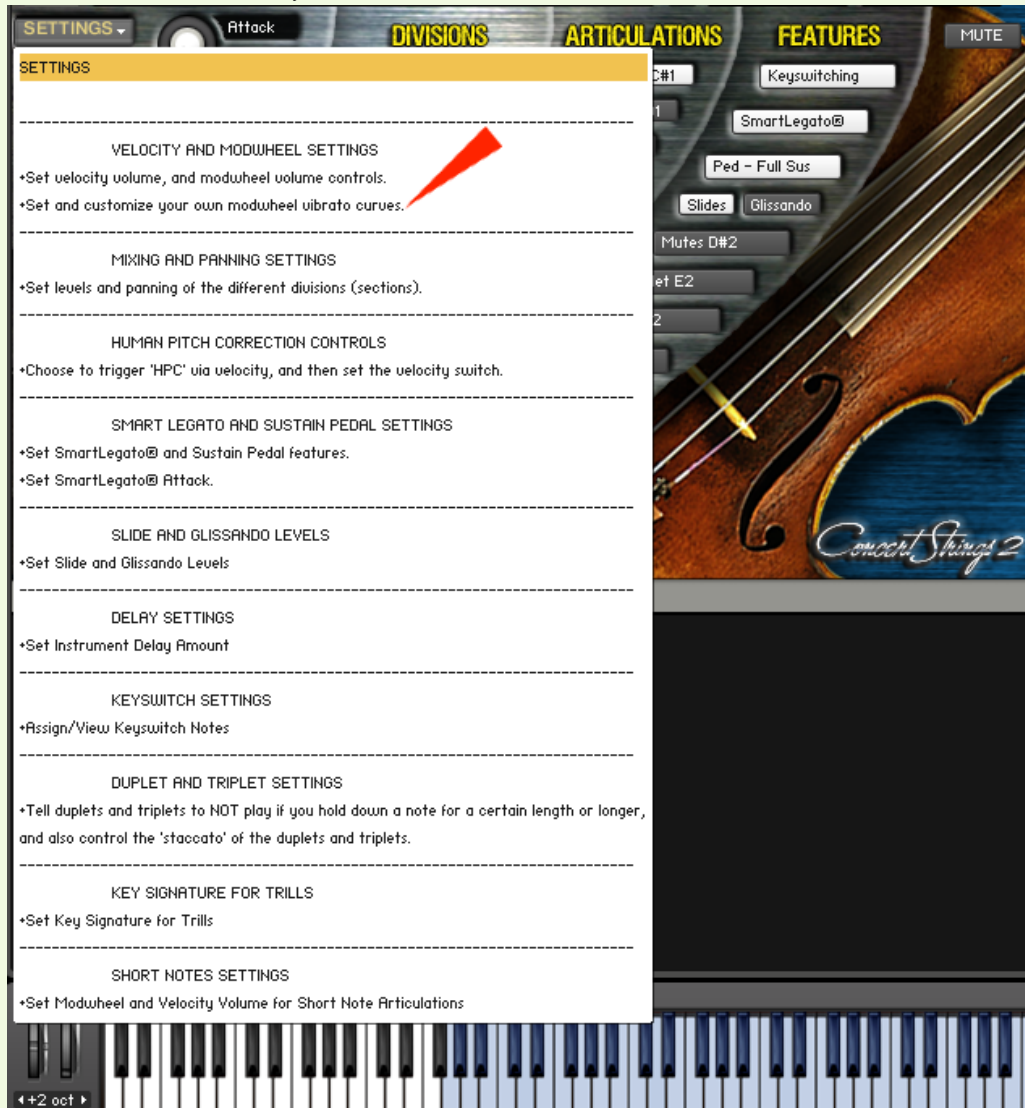 SETTINGS
Attack
DIVISIONS
ARTICULATIONS
FEATURES
MUTE
SETTINGS
C#1
Keyswitching
1
SmartLegato®
VELOCITY AND MODWHEEL SETTINGS
Ped - Full Sus
+Set velocity volume, and modwheel volume controls.
+Set and customize your own modwheel vibrato curves.
Slides
Glissando
Mutes D#2
MIXING AND PANNING SETTINGS
+Set levels and panning of the different divisions (sections).
et E2
2
HUMAN PITCH CORRECTION CONTROLS
+Choose to trigger 'HPC' via velocity, and then set the velocity switch.
SMART LEGATO AND SUSTAIN PEDAL SETTINGS
+Set SmartLegato® and Sustain Pedal features.
+Set SmartLegato® Attack.
SLIDE AND GLISSANDO LEVELS
Concert Strings 2
+Set Slide and Glissando Levels
DELAY SETTINGS
+Set Instrument Delay Amount
KEYSWITCH SETTINGS
+Assign/View Keyswitch Notes
DUPLET AND TRIPLET SETTINGS
+Tell duplets and triplets to NOT play if you hold down a note for a certain length or longer,
and also control the 'staccato' of the duplets and triplets.
KEY SIGNATURE FOR TRILLS
+Set Key Signature for Trills
SHORT NOTES SETTINGS
+Set Modwheel and Velocity Volume for Short Note Articulations
+2 oct